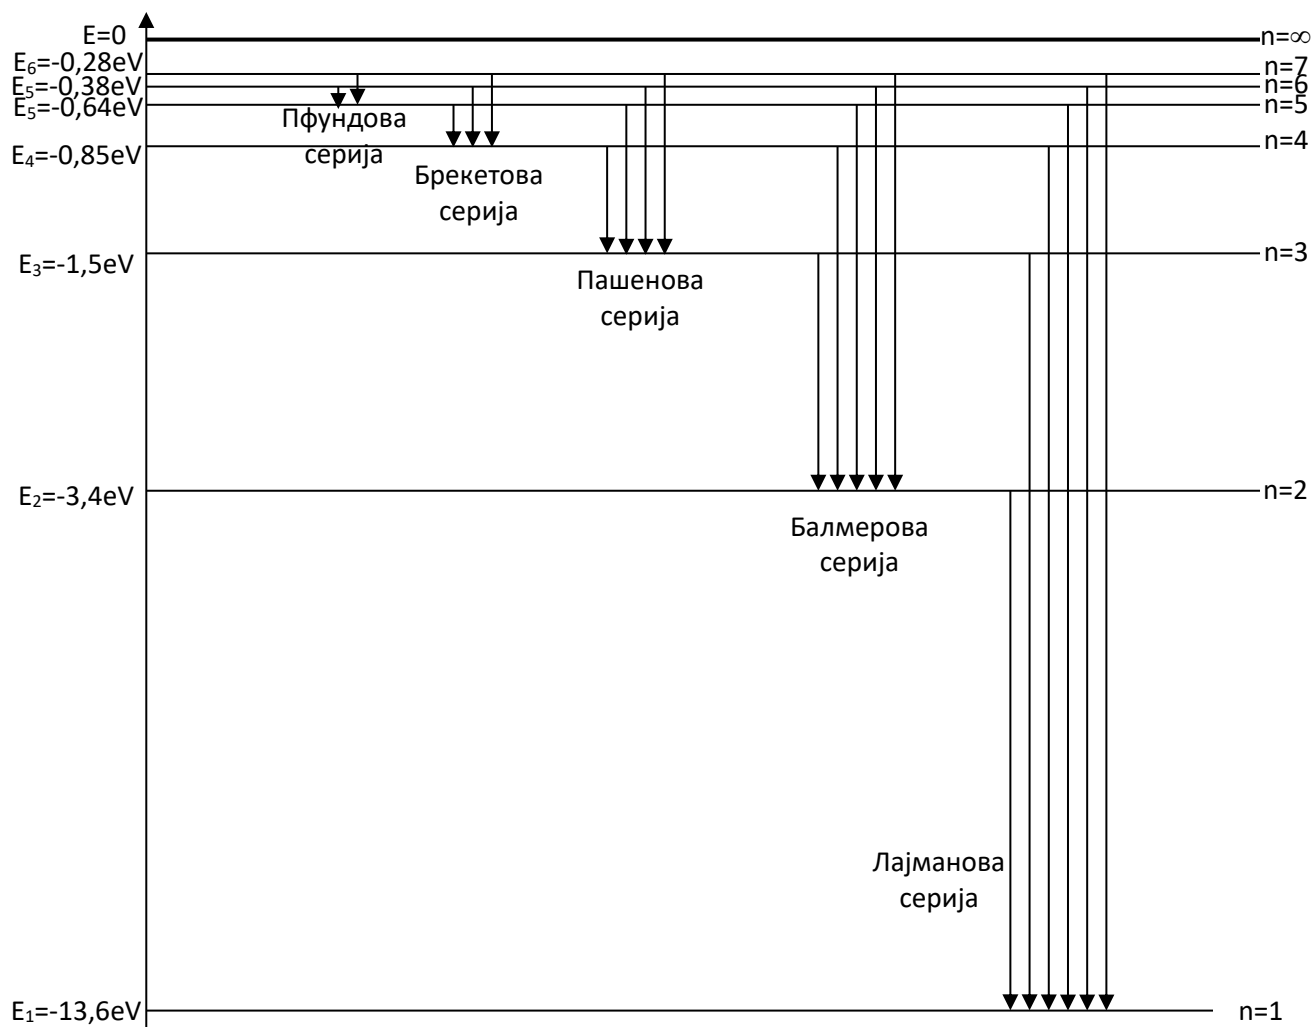 E=0
n=∞
E₆=-0,28eV
n=7
E₅=-0,38eV
n=6
E₅=-0,64eV
n=5
Пфундова
серија
E₄=-0,85eV
n=4
Брекетова
серија
E₃=-1,5eV
n=3
Пашенова
серија
E₂=-3,4eV
n=2
Балмерова
серија
Лајманова
серија
E₁=-13,6eV
n=1